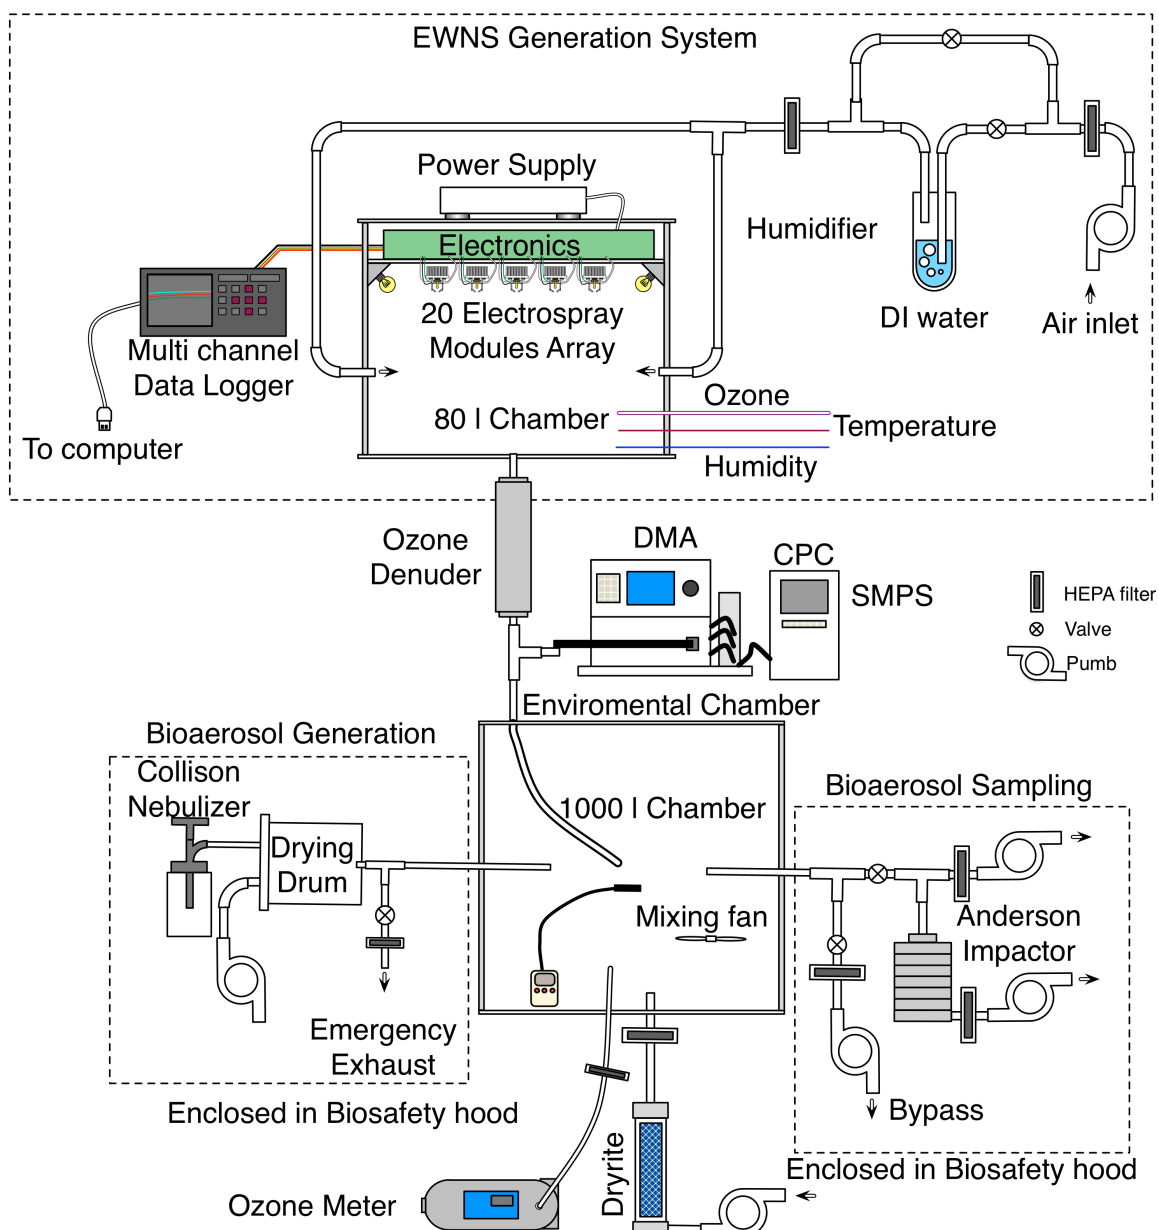 EWNS Generation System
Power Supply
Electronics
Humidifier
20 Electrospray
Modules Array
DI water
Air inlet
Multi channel
Data Logger
To computer
80 l Chamber
Ozone
Temperature
Humidity
Ozone
Denuder
DMA
CPC
SMPS
HEPA filter
Valve
Pumb
Enviromental Chamber
Bioaerosol Generation
Collison
Nebulizer
Drying
Drum
1000 l Chamber
Mixing fan
Bioaerosol Sampling
Anderson
Impactor
Emergency
Exhaust
Enclosed in Biosafety hood
Bypass
Enclosed in Biosafety hood
Ozone Meter
Dryrite